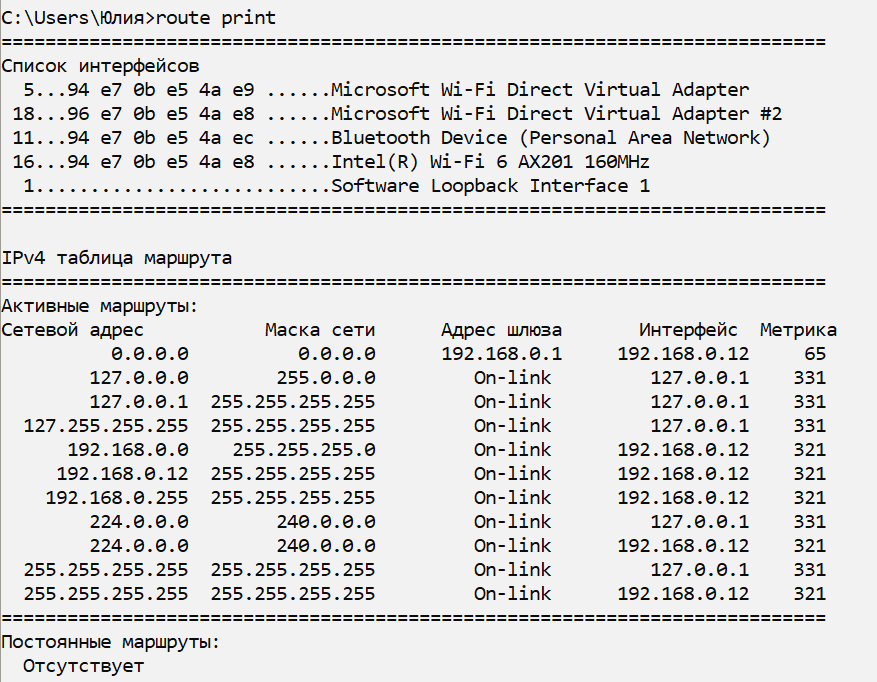 C:\Users\Юлия>route print
===========================================================================
Список интерфейсов
  5...94 e7 0b e5 4a e9 ......Microsoft Wi-Fi Direct Virtual Adapter
 18...96 e7 0b e5 4a e8 ......Microsoft Wi-Fi Direct Virtual Adapter #2
 11...94 e7 0b e5 4a ec ......Bluetooth Device (Personal Area Network)
 16...94 e7 0b e5 4a e8 ......Intel(R) Wi-Fi 6 AX201 160MHz
  1...........................Software Loopback Interface 1
===========================================================================

IPv4 таблица маршрута
===========================================================================
Активные маршруты:
Сетевой адрес           Маска сети      Адрес шлюза       Интерфейс  Метрика
          0.0.0.0          0.0.0.0      192.168.0.1     192.168.0.12     65
        127.0.0.0        255.0.0.0         On-link         127.0.0.1    331
        127.0.0.1  255.255.255.255         On-link         127.0.0.1    331
  127.255.255.255  255.255.255.255         On-link         127.0.0.1    331
      192.168.0.0    255.255.255.0         On-link      192.168.0.12    321
     192.168.0.12  255.255.255.255         On-link      192.168.0.12    321
    192.168.0.255  255.255.255.255         On-link      192.168.0.12    321
        224.0.0.0        240.0.0.0         On-link         127.0.0.1    331
        224.0.0.0        240.0.0.0         On-link      192.168.0.12    321
  255.255.255.255  255.255.255.255         On-link         127.0.0.1    331
  255.255.255.255  255.255.255.255         On-link      192.168.0.12    321
===========================================================================
Постоянные маршруты:
  Отсутствует